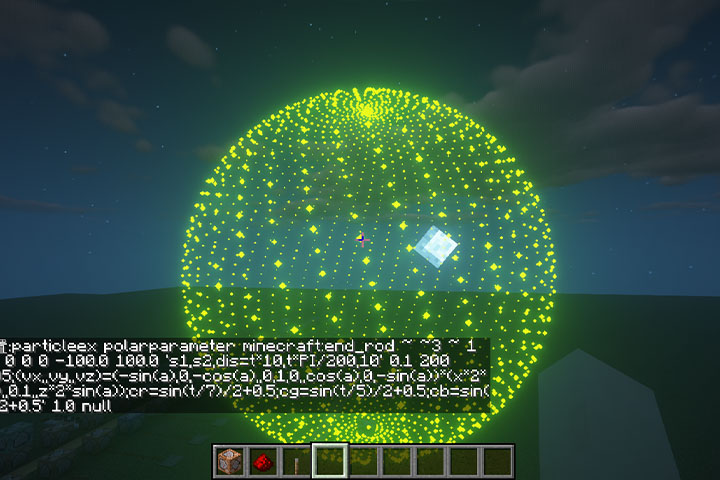 f:particleex polarparameter minecraft:end_rod ~ ~3 ~ 1
0 0 0 -100.0 100.0 's1,s2,dis=t*10,t*PI/200,10' 0.1 200
5;(vx,,vy,,vz)=(-sin(a),0,-cos(a),,0,1,0,,cos(a),0,-sin(a))*(x*2*
,0.1,,z*2*sin(a));cr=sin(t/7)/2+0.5;cg=sin(t/5)/2+0.5;cb=sin(
2+0.5' 1.0 null